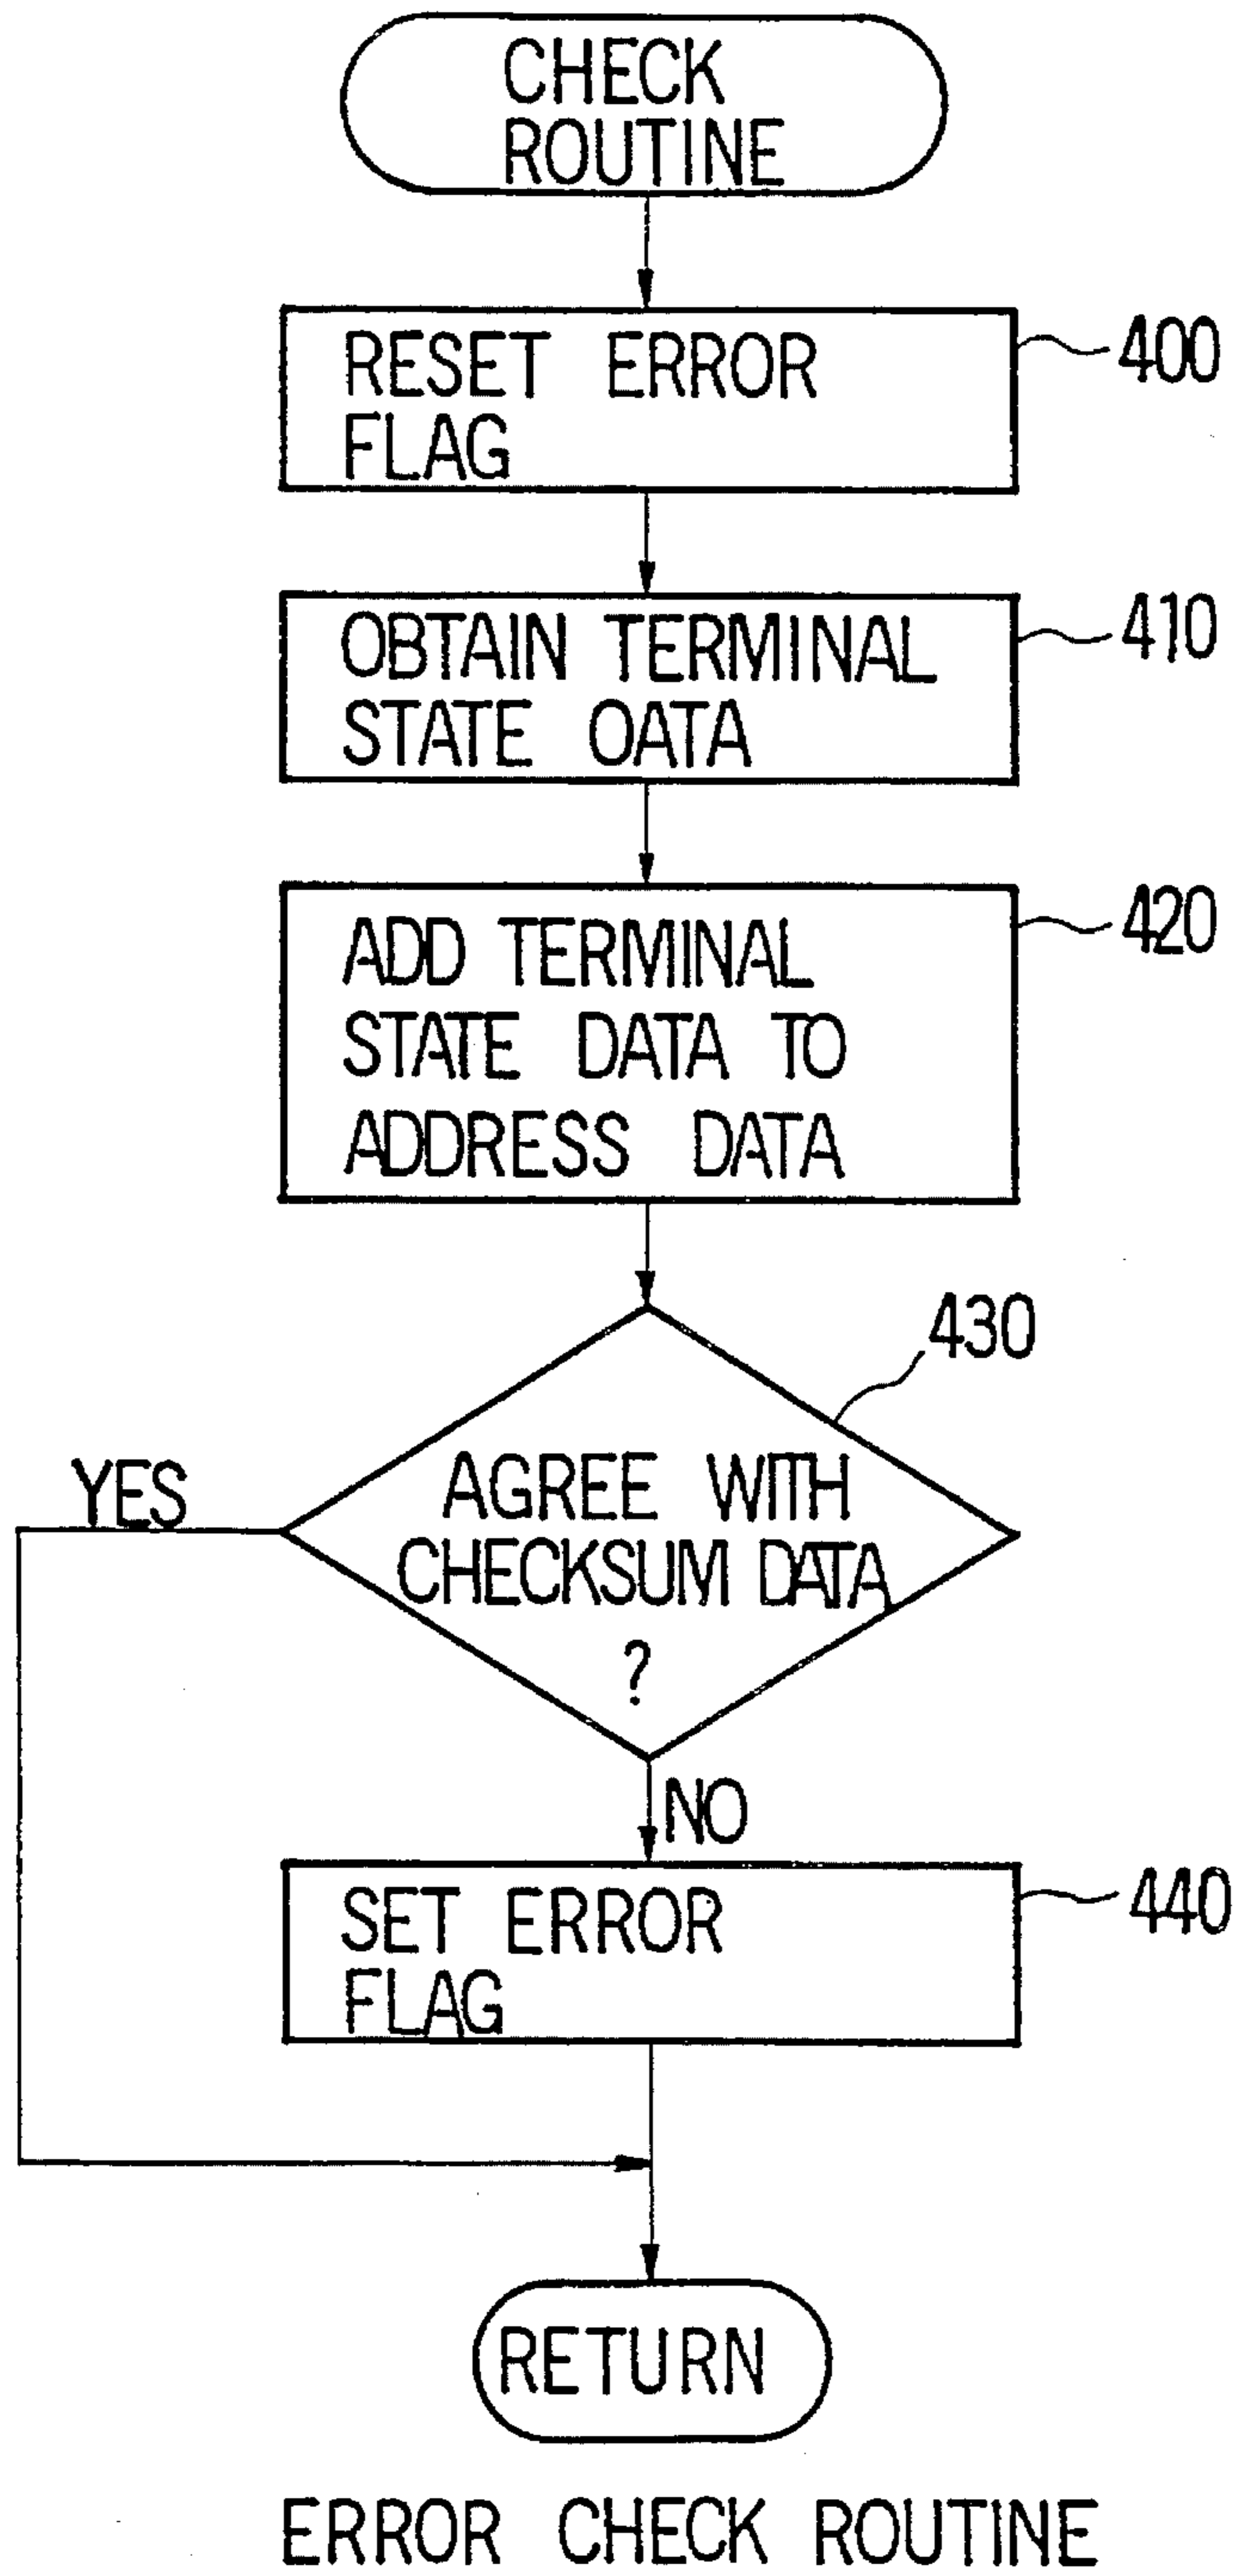 CHECK
ROUTINE
RESET ERROR
FLAG
400
OBTAIN TERMINAL
STATE OATA
410
ADD TERMINAL
STATE DATA TO
ADDRESS DATA
420
430
AGREE WITH
CHECKSUM DATA
?
YES
NO
SET ERROR
FLAG
440
RETURN
ERROR CHECK ROUTINE